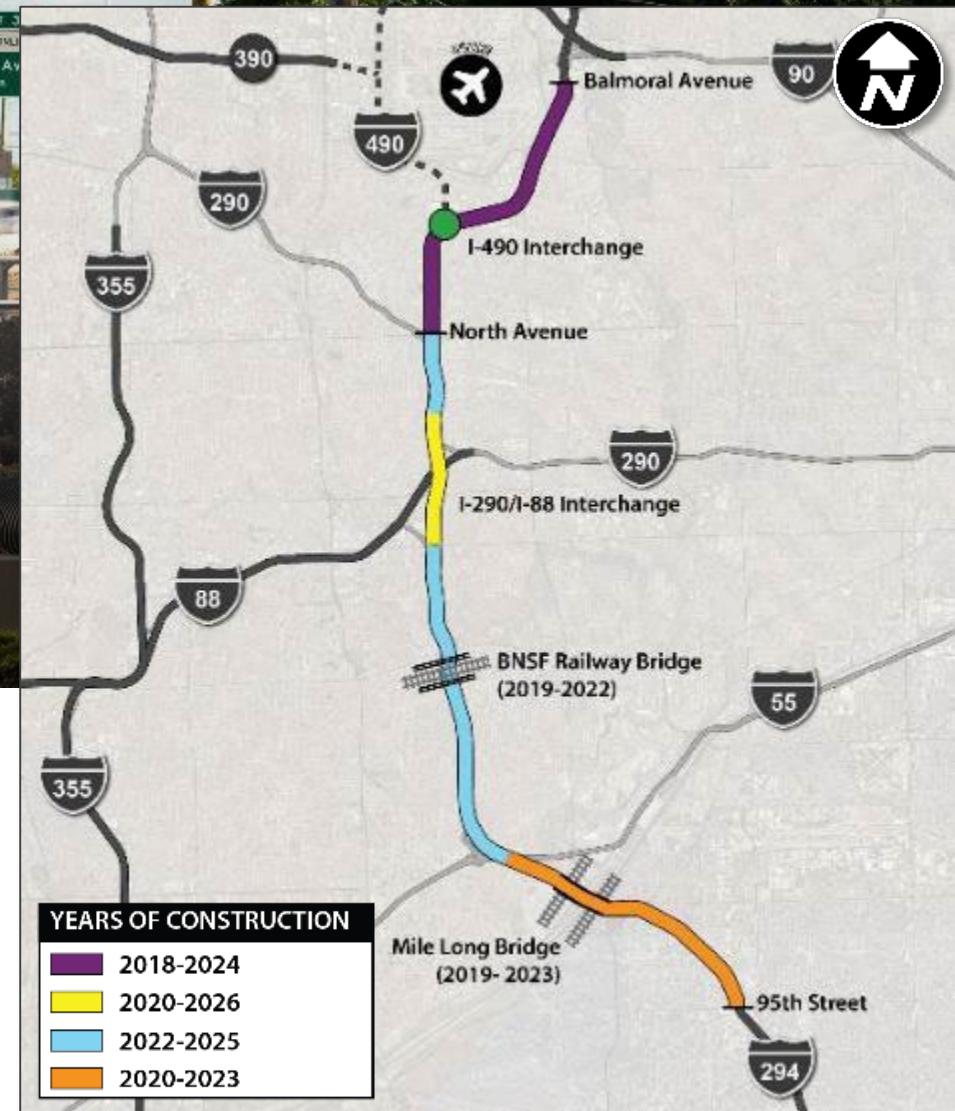 390
Balmoral Avenue
90
N
490
290
I-490 Interchange
355
North Avenue
290
I-290/I-88 Interchange
88
BNSF Railway Bridge
(2019-2022)
55
355
YEARS OF CONSTRUCTION
2018-2024
2020-2026
2022-2025
2020-2023
Mile Long Bridge
(2019- 2023)
95th Street
294